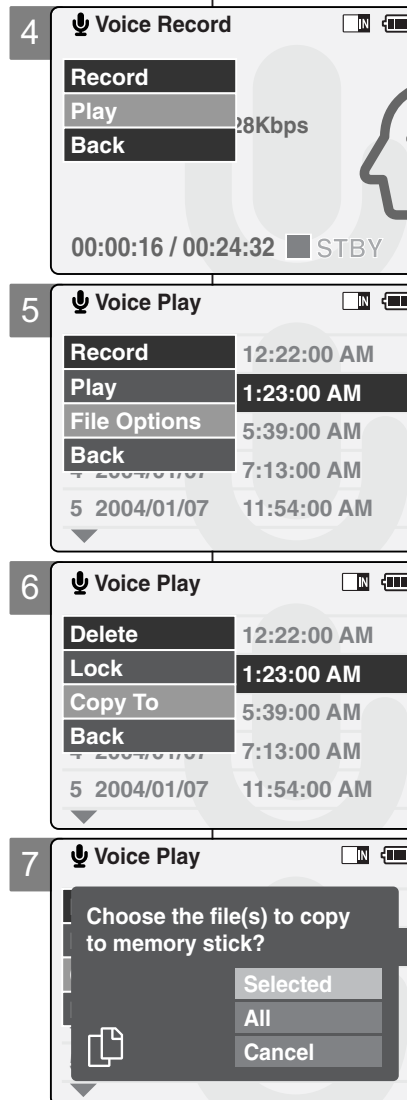 4
Voice Record
IN
Record
Play
Back
28Kbps
00:00:16 / 00:24:32 STBY
5
Voice Play
IN
Record 12:22:00 AM
Play 1:23:00 AM
File Options 5:39:00 AM
Back 7:13:00 AM
5 2004/01/07 11:54:00 AM
6
Voice Play
IN
Delete 12:22:00 AM
Lock 1:23:00 AM
Copy To 5:39:00 AM
Back 7:13:00 AM
5 2004/01/07 11:54:00 AM
7
Voice Play
IN
Choose the file(s) to copy
to memory stick?
Selected
All
Cancel